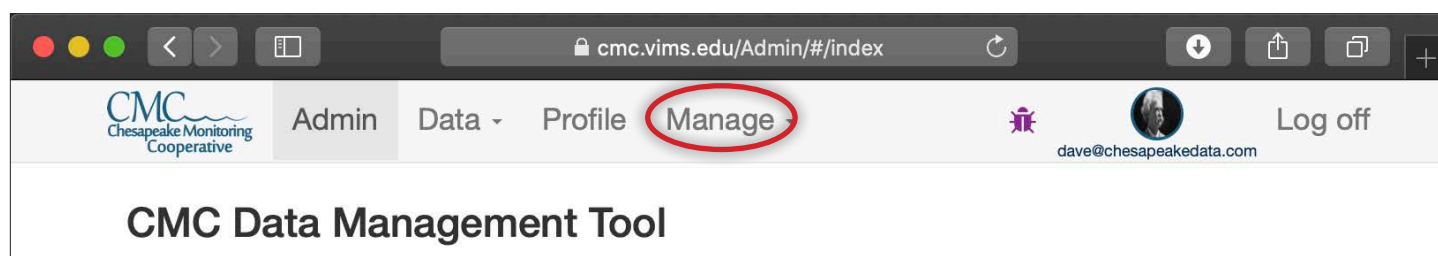 cmc.vims.edu/Admin/#/index
CMC
Chesapeake Monitoring
Cooperative
Admin
Data
Profile
Manage
Log off
dave@chesapeakedata.com
CMC Data Management Tool